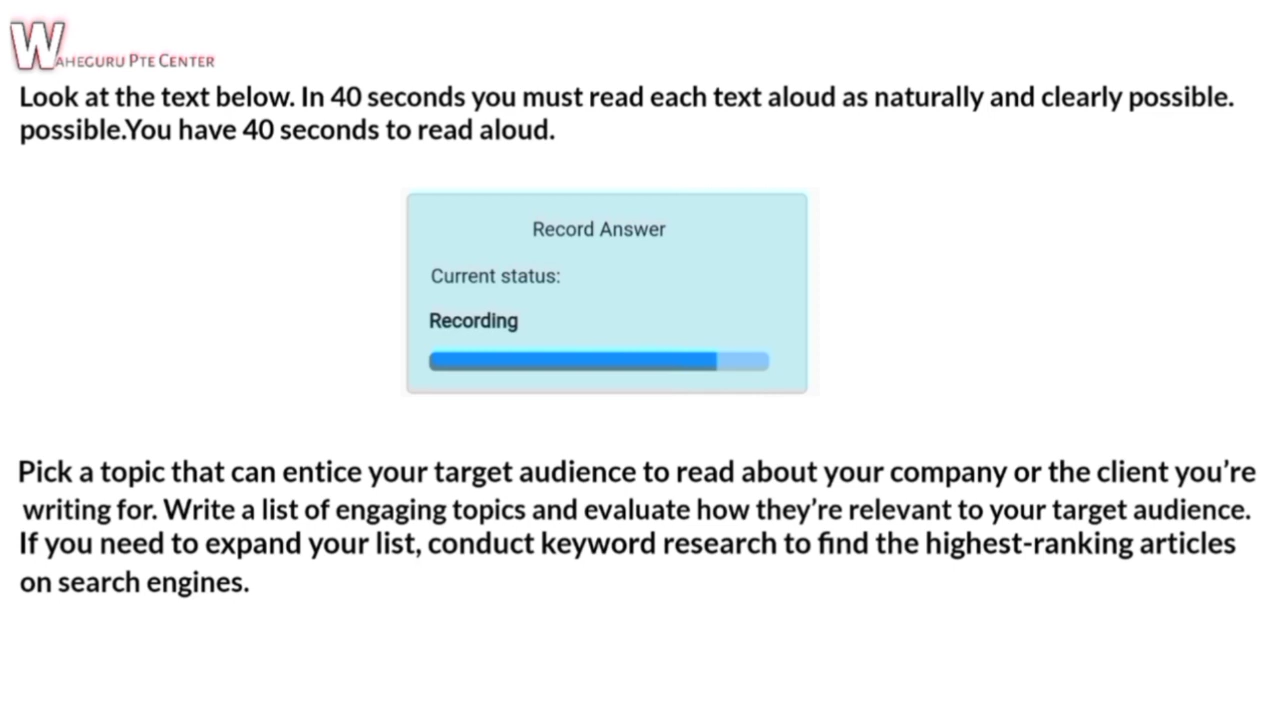 WAHEGURU PTE CENTER
Look at the text below. In 40 seconds you must read each text aloud as naturally and clearly possible.
possible.You have 40 seconds to read aloud.
Record Answer
Current status:
Recording
Pick a topic that can entice your target audience to read about your company or the client you’re
writing for. Write a list of engaging topics and evaluate how they’re relevant to your target audience.
If you need to expand your list, conduct keyword research to find the highest-ranking articles
on search engines.